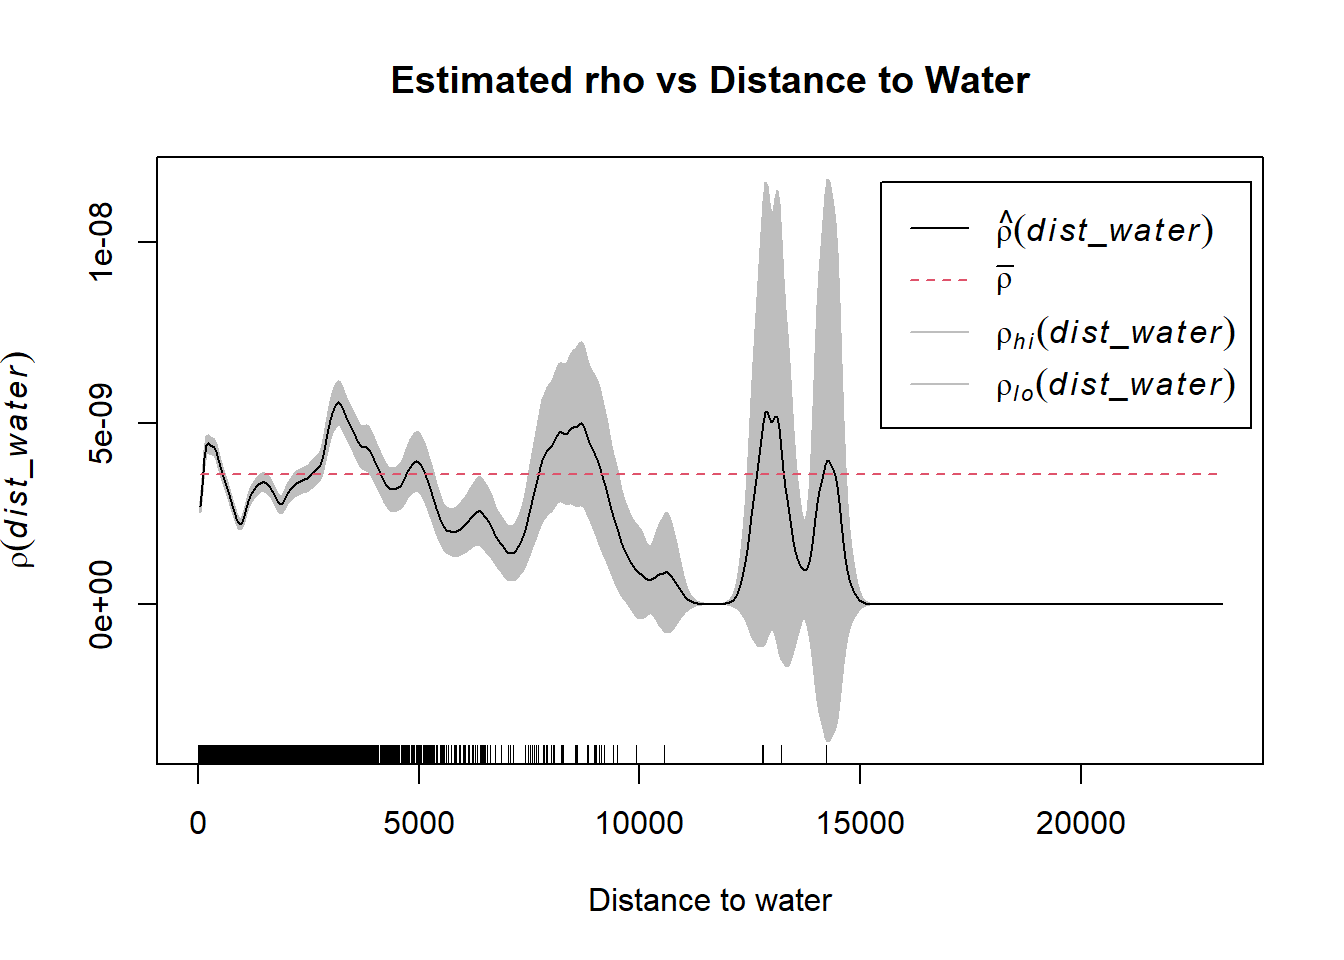 Estimated rho vs Distance to Water
ρ(dist_water)
1e-08
5e-09
0e+00
ρ̂(dist_water)
ρ̅
ρhi(dist_water)
ρlo(dist_water)
0 5000 10000 15000 20000
Distance to water